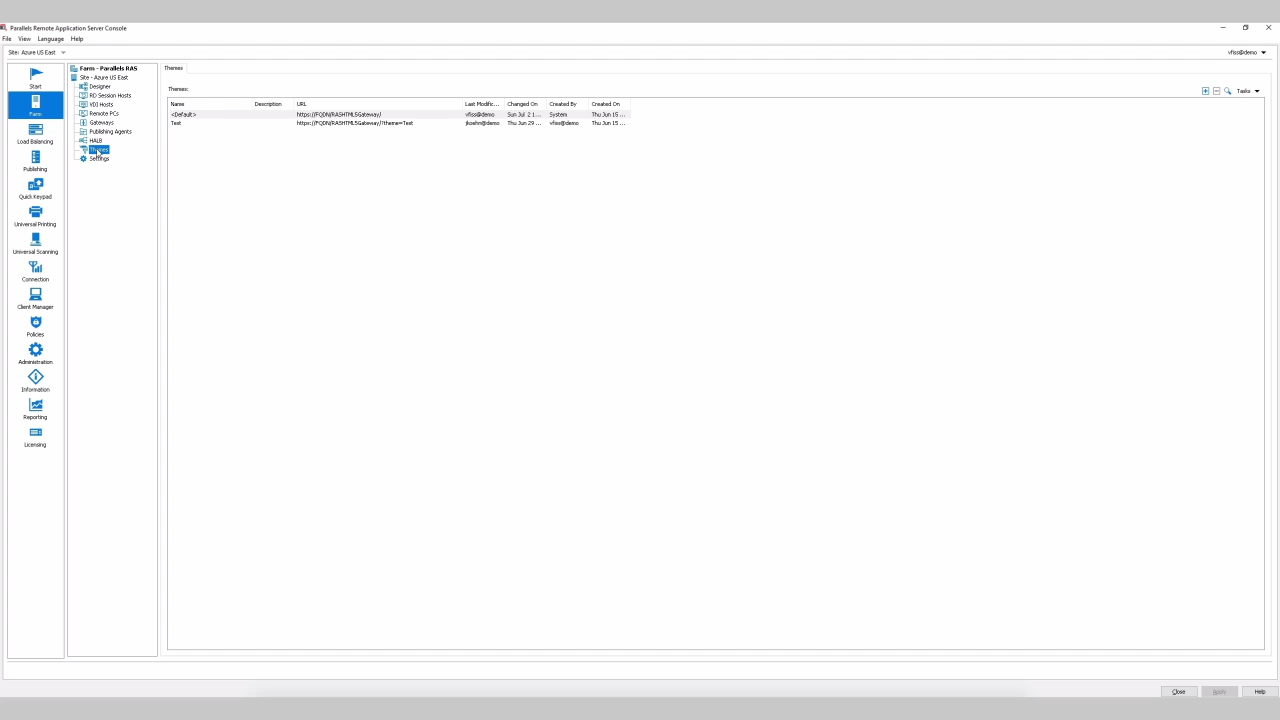 Parallels Remote Application Server Console
File View Language Help
Site: Azure US East
vfiss@demo
Start
Farm
Load Balancing
Publishing
Quick Keypad
Universal Printing
Universal Scanning
Connection
Client Manager
Policies
Administration
Information
Reporting
Licensing
Farm - Parallels RAS
Site - Azure US East
Designer
RD Session Hosts
VDI Hosts
Remote PCs
Gateways
Publishing Agents
HALB
Themes
Settings
Themes
Themes:
Tasks
Name Description URL Last Modific... Changed On Created By Created On
<Default> https://FQDN/RASHTML5Gateway/ vfiss@demo Sun Jul 2 1... System Thu Jun 15 ...
Test https://FQDN/RASHTML5Gateway/?theme=Test jkoehn@demo Thu Jun 29 ... vfiss@demo Thu Jun 15 ...
Close Apply Help